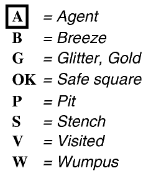 A = Agent
B = Breeze
G = Glitter, Gold
OK = Safe square
P = Pit
S = Stench
V = Visited
W = Wumpus